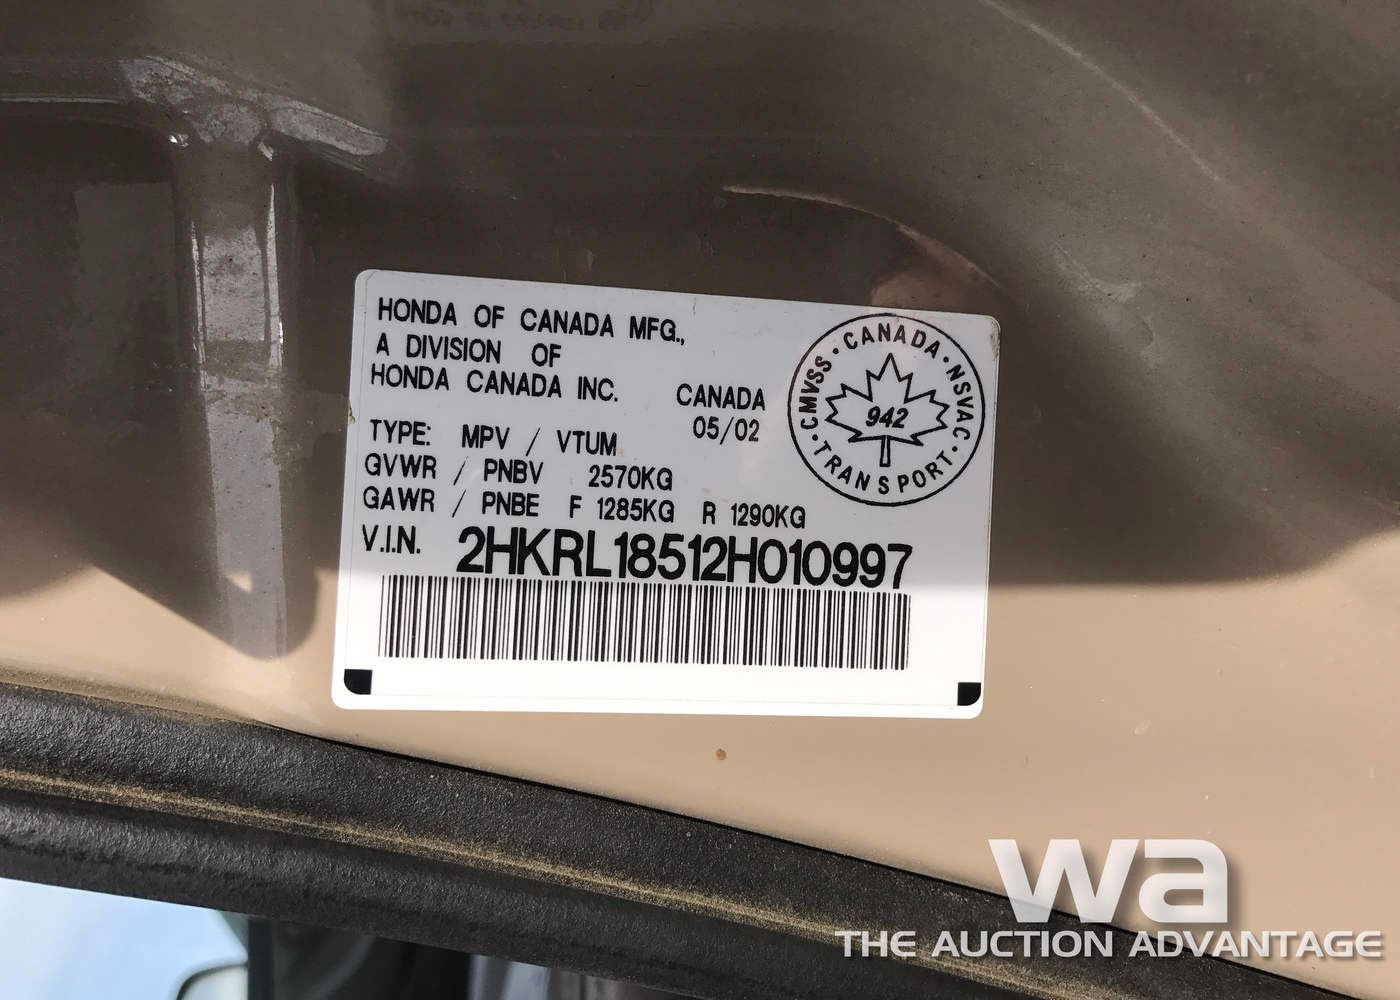 HONDA OF CANADA MFG.,
A DIVISION OF
HONDA CANADA INC.
CANADA
05/02
TYPE: MPV / VTUM
GVWR / PNBV 2570KG
GAWR / PNBE F 1285KG R 1290KG
V.I.N. 2HKRL18512H010997
CMVSS · CANADA · NSVAC · TRANSPORT ·
942
wa
THE AUCTION ADVANTAGE